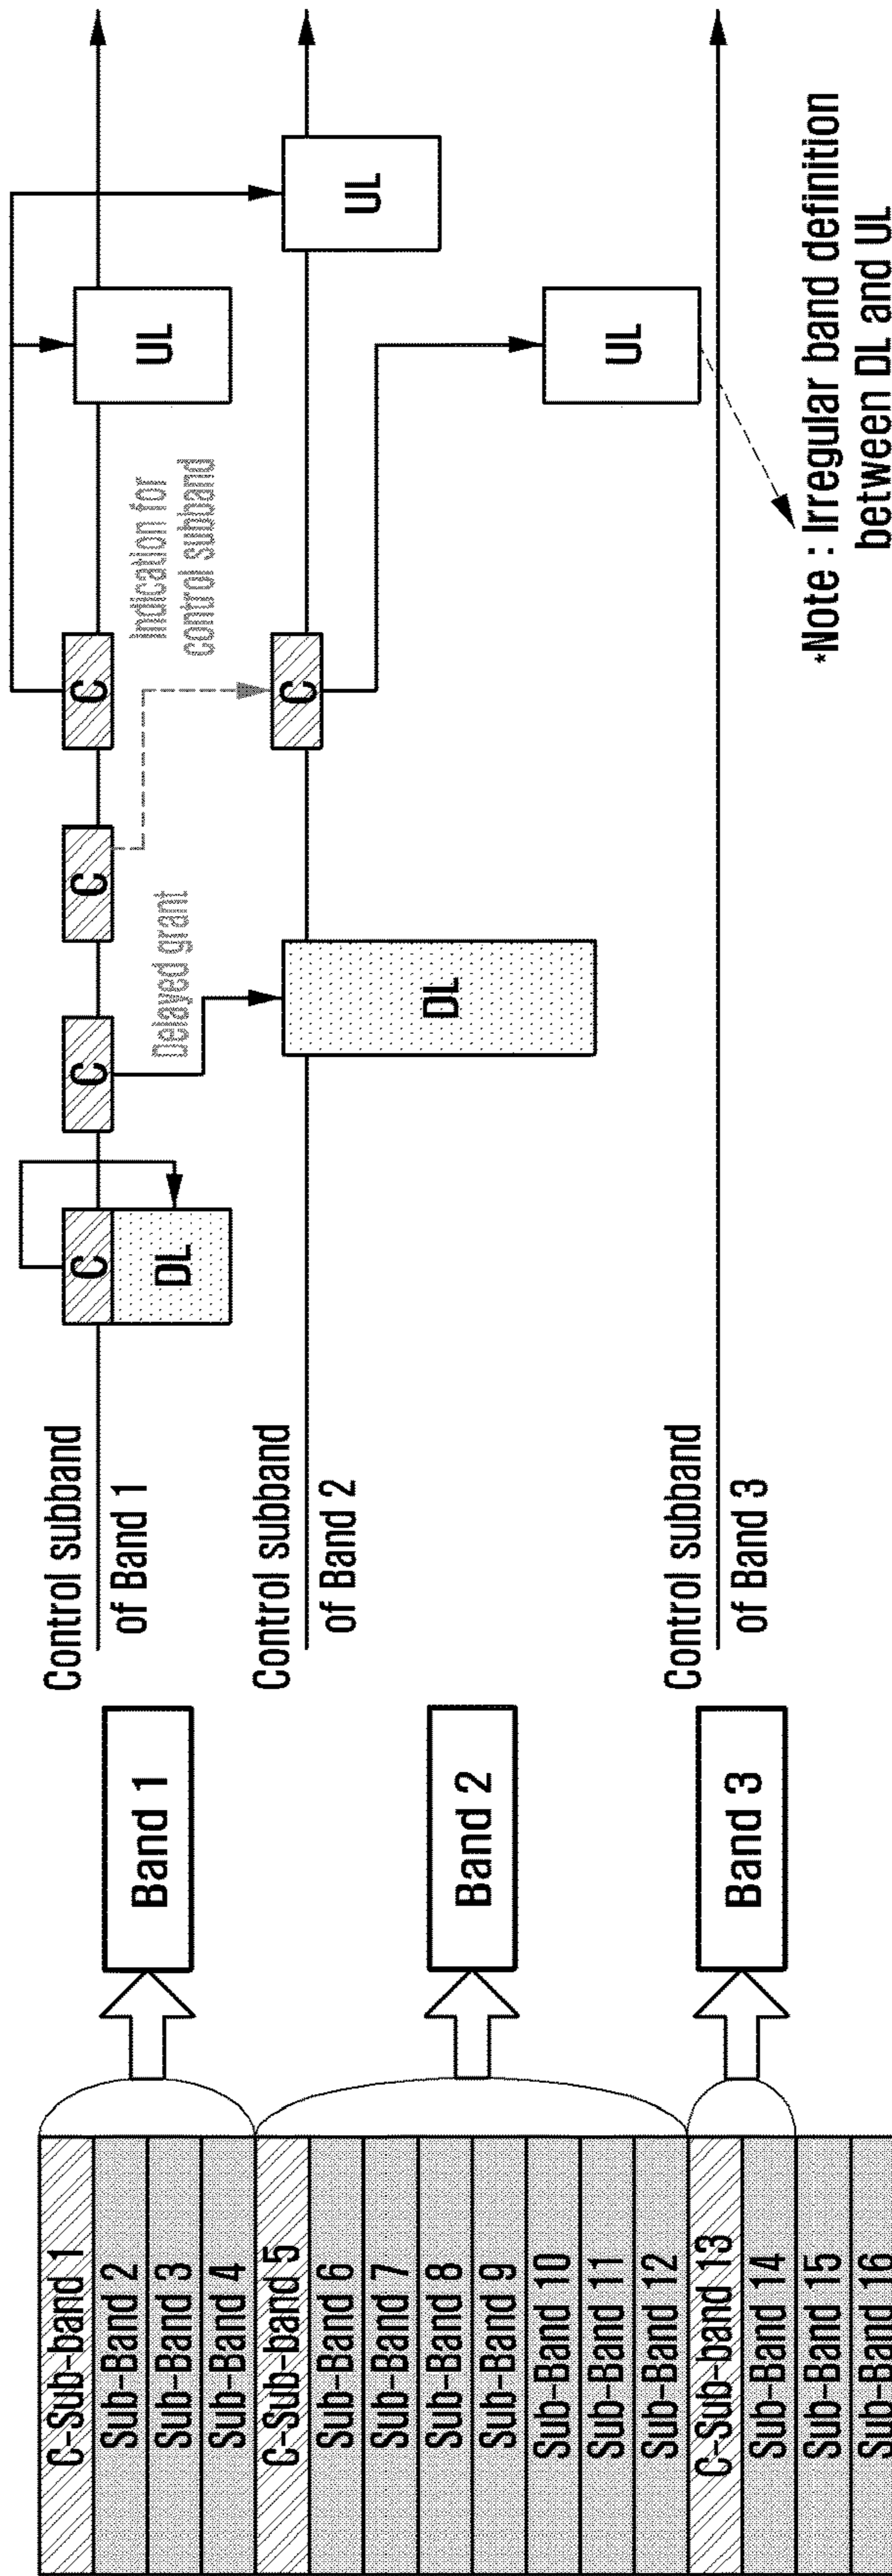 C-Sub-band 1
Sub-Band 2
Sub-Band 3
Sub-Band 4
C-Sub-band 5
Sub-Band 6
Sub-Band 7
Sub-Band 8
Sub-Band 9
Sub-Band 10
Sub-Band 11
Sub-Band 12
C-Sub-band 13
Sub-Band 14
Sub-Band 15
Sub-Band 16
Band 1
Band 2
Band 3
Control subband
of Band 1
C
DL
C
C
C
UL
Delayed grant
Indication for
control subband
Control subband
of Band 2
DL
C
UL
UL
Control subband
of Band 3
*Note : Irregular band definition
between DL and UL